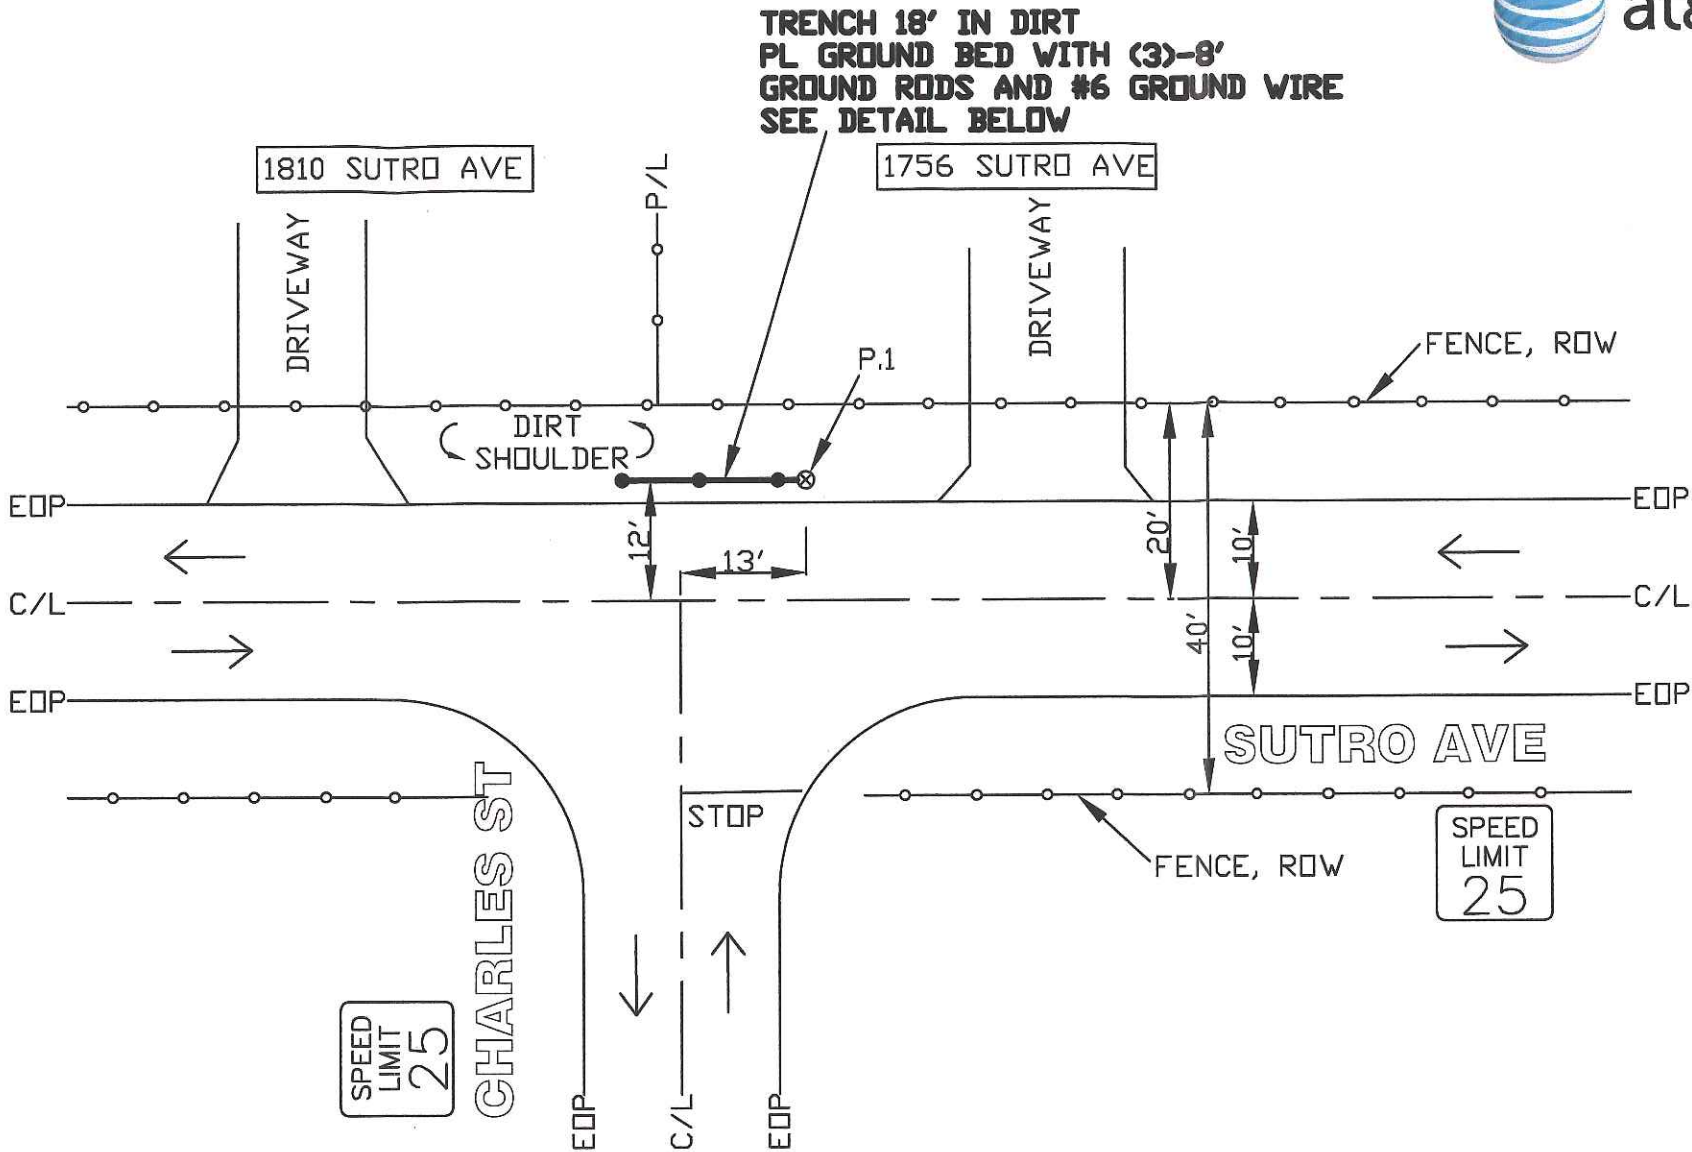 TRENCH 18' IN DIRT
PL GROUND BED WITH (3)-8'
GROUND RODS AND #6 GROUND WIRE
SEE DETAIL BELOW
1810 SUTRO AVE
1756 SUTRO AVE
P/L
DRIVEWAY
DRIVEWAY
P.1
FENCE, ROW
DIRT
SHOULDER
EOP
EOP
12'
13'
20'
10'
C/L
C/L
40'
10'
EOP
EOP
SUTRO AVE
STOP
FENCE, ROW
SPEED
LIMIT
25
CHARLES ST
SPEED
LIMIT
25
EOP
C/L
EOP